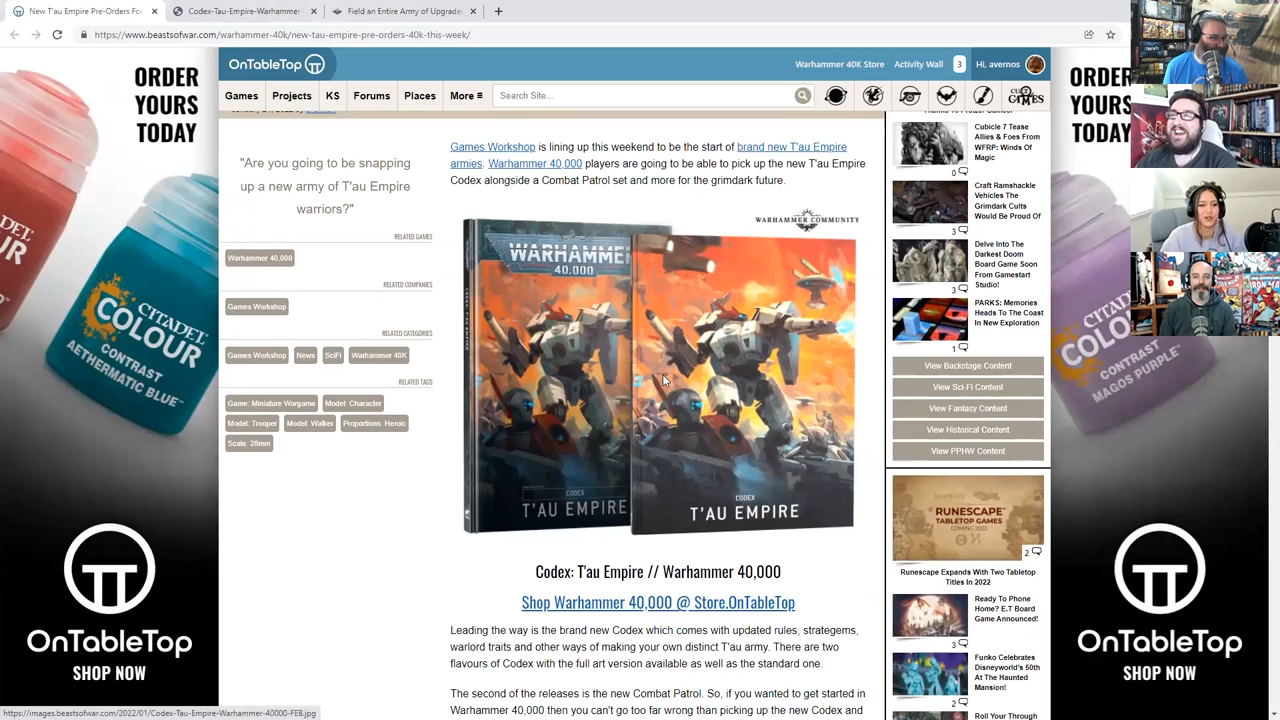 New T'au Empire Pre-Orders Fo
Codex-Tau-Empire-Warhammer-
Field an Entire Army of Upgrade
https://www.beastsofwar.com/warhammer-40k/new-tau-empire-pre-orders-40k-this-week/
OnTableTop
Warhammer 40K Store
Activity Wall
3
Hi, avernos
Games
Projects
KS
Forums
Places
More ≡
Search Site...
GAMES
ORDER
YOURS
TODAY
CITADEL
COLOUR
CONTRAST
AETHERMATIC BLUE
OnTableTop
SHOP NOW
"Are you going to be snapping
up a new army of T'au Empire
warriors?"
RELATED GAMES
Warhammer 40,000
RELATED COMPANIES
Games Workshop
RELATED CATEGORIES
Games Workshop
News
SciFi
Warhammer 40K
RELATED TAGS
Game: Miniature Wargame
Model: Character
Model: Trooper
Model: Walker
Proportions: Heroic
Scale: 28mm
Games Workshop is lining up this weekend to be the start of brand new T'au Empire
armies. Warhammer 40,000 players are going to be able to pick up the new T'au Empire
Codex alongside a Combat Patrol set and more for the grimdark future.
WARHAMMER COMMUNITY
WARHAMME
40,000
CODEX
T'AU EMPIRE
CODEX
T'AU EMPIRE
Codex: T'au Empire // Warhammer 40,000
Shop Warhammer 40,000 @ Store.OnTableTop
Leading the way is the brand new Codex which comes with updated rules, strategems,
warlord traits and other ways of making your own distinct T'au army. There are two
flavours of Codex with the full art version available as well as the standard one.
The second of the releases is the new Combat Patrol. So, if you wanted to get started in
Warhammer 40,000 then you can't go too far wrong than picking up the new Codex and
Cubicle 7 Tease
Allies & Foes From
WFRP: Winds Of
Magic
0
Craft Ramshackle
Vehicles The
Grimdark Cults
Would Be Proud Of
3
Delve Into The
Darkest Doom
Board Game Soon
From Gamestart
Studio!
3
PARKS: Memories
Heads To The Coast
In New Exploration
1
View Backstage Content
View Sci-Fi Content
View Fantasy Content
View Historical Content
View PPHW Content
RUNESCAPE
TABLETOP GAMES
COMING 2022
2
Runescape Expands With Two Tabletop
Titles In 2022
Ready To Phone
Home? E.T Board
Game Announced!
3
Funko Celebrates
Disneyworld's 50th
At The Haunted
Mansion!
2
Roll Your Through
ORDER
YOURS
CO
CONTRAST
MAGOS PURPLE
OnTableTop
SHOP NOW
https://images.beastsofwar.com/2022/01/Codex-Tau-Empire-Warhammer-40000-FEB.jpg